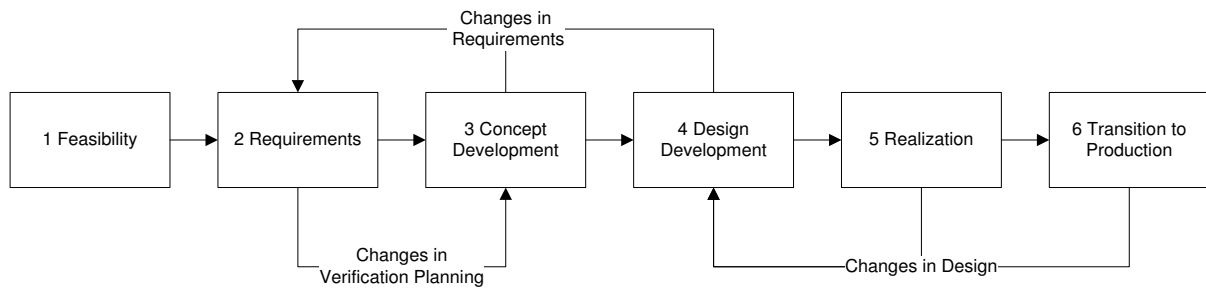 Changes in
Requirements
1 Feasibility
2 Requirements
3 Concept
Development
4 Design
Development
5 Realization
6 Transition to
Production
Changes in
Verification Planning
Changes in Design